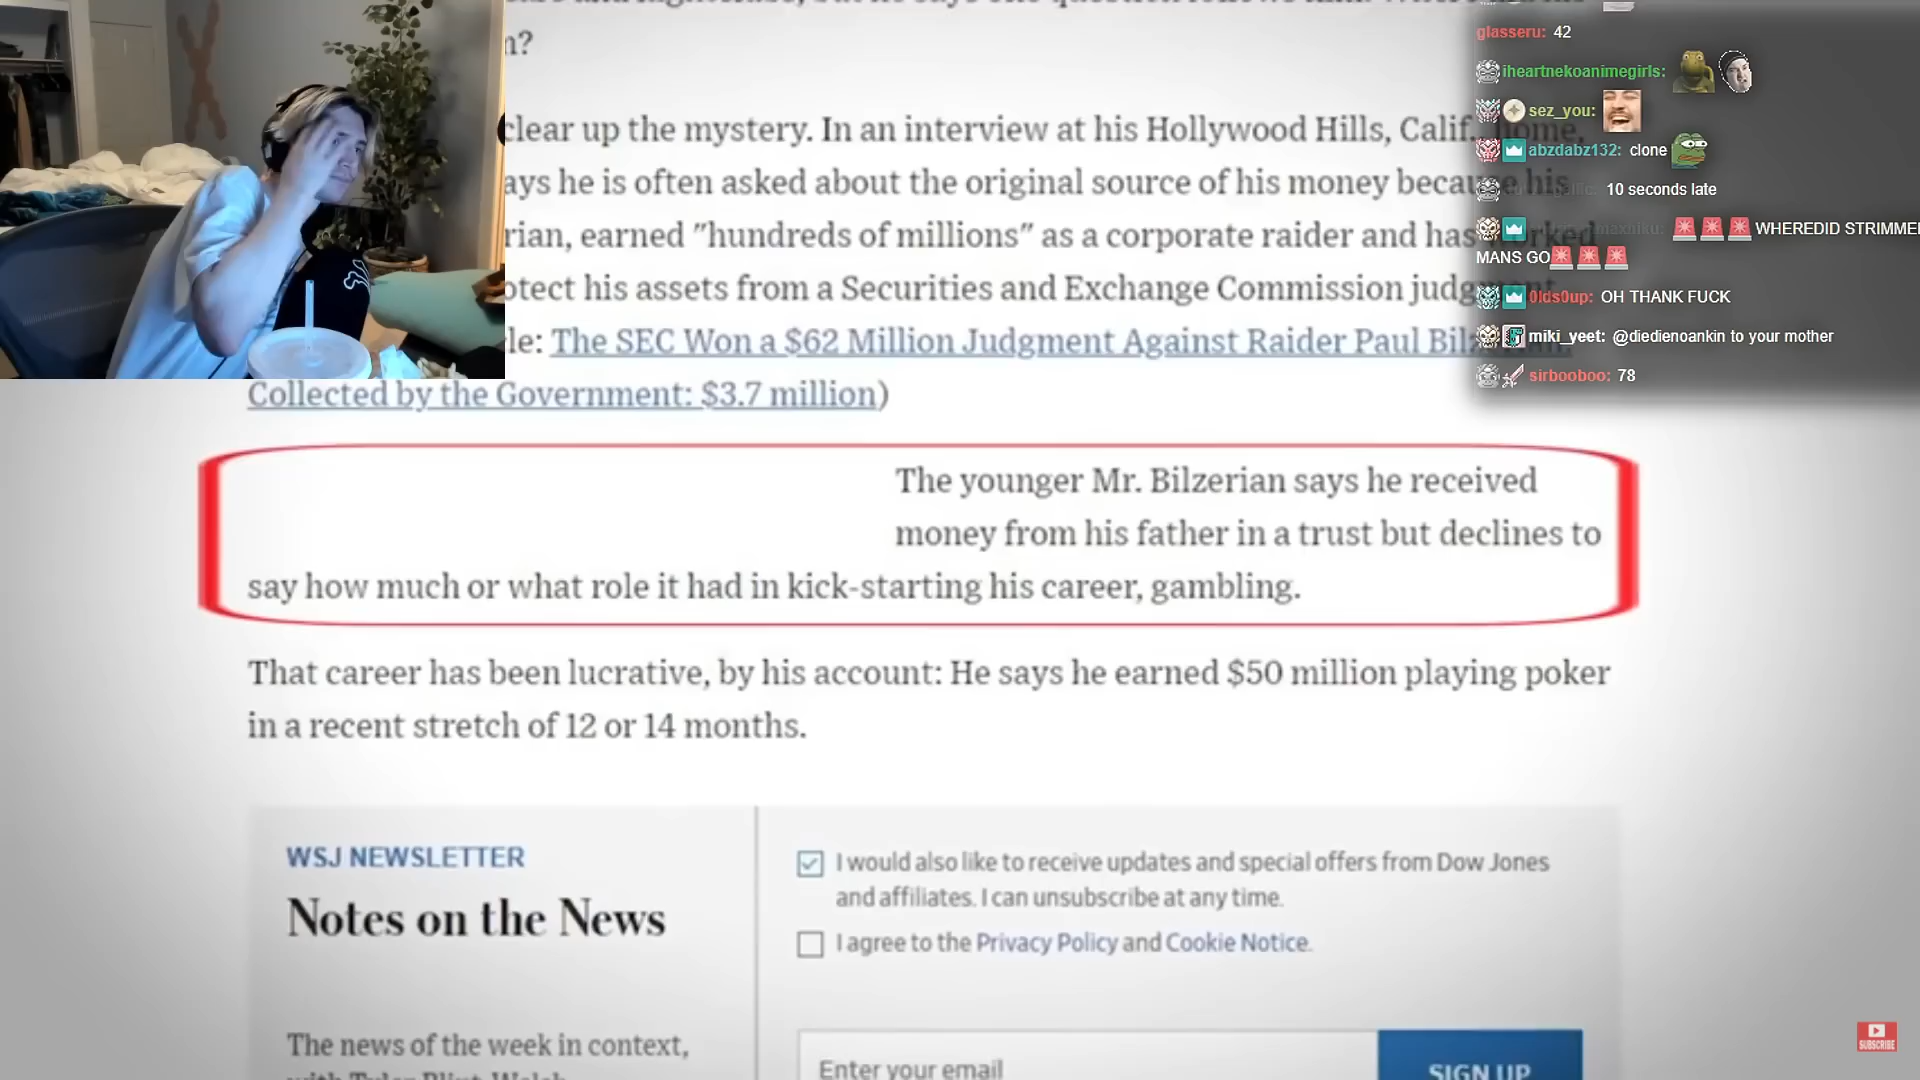 n?
clear up the mystery. In an interview at his Hollywood Hills, Calif.
ays he is often asked about the original source of his money because his
rian, earned "hundreds of millions" as a corporate raider and has worked
otect his assets from a Securities and Exchange Commission judgment
le: The SEC Won a $62 Million Judgment Against Raider Paul
Collected by the Government: $3.7 million)
The younger Mr. Bilzerian says he received
money from his father in a trust but declines to
say how much or what role it had in kick-starting his career, gambling.
That career has been lucrative, by his account: He says he earned $50 million playing poker
in a recent stretch of 12 or 14 months.
WSJ NEWSLETTER
Notes on the News
The news of the week in context,
I would also like to receive updates and special offers from Dow Jones
and affiliates. I can unsubscribe at any time.
I agree to the Privacy Policy and Cookie Notice.
Enter your email
SIGN UP
glasseru: 42
iheartnekoanimegirls:
sez_you:
abzdabz132: clone
10 seconds late
WHEREDID STRIMMER
MANS GO
0lds0up: OH THANK FUCK
miki_yeet: @diedienoankin to your mother
sirbooboo: 78
SUBSCRIBE